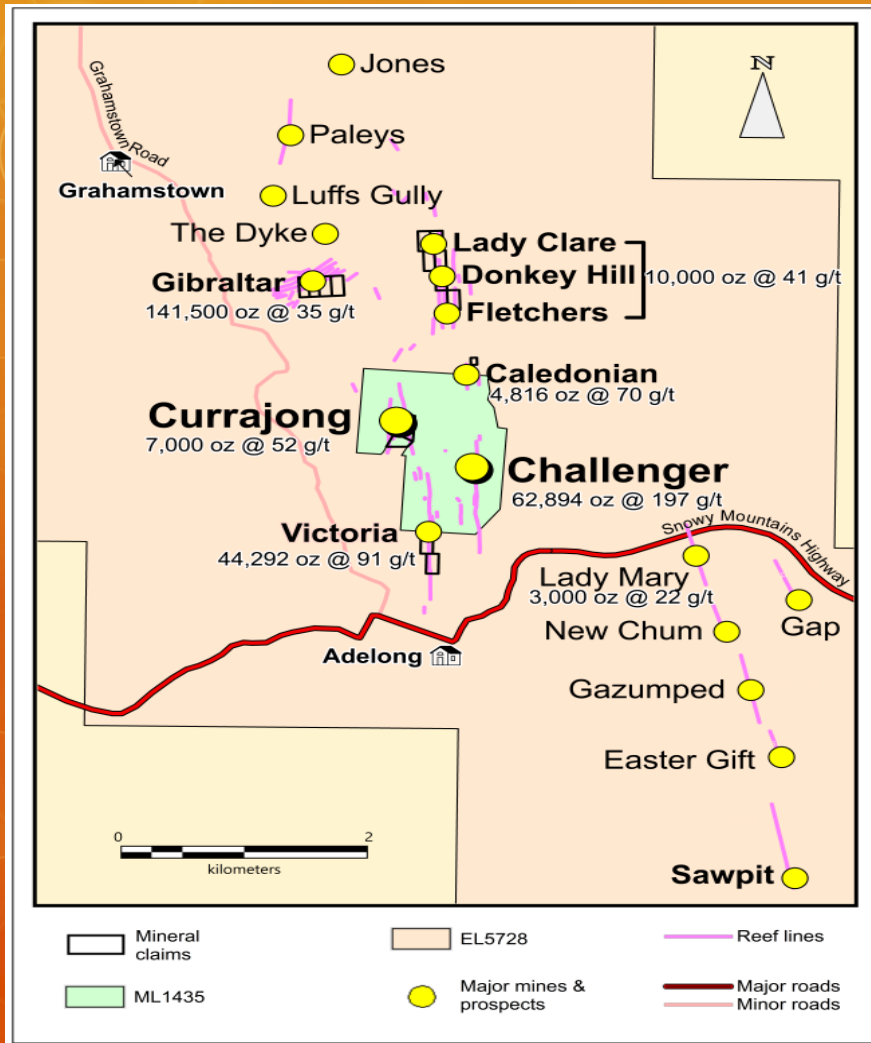 Jones
N
Grahamstown Road
Paleys
Grahamstown
Luffs Gully
The Dyke
Lady Clare
Gibraltar
Donkey Hill
10,000 oz @ 41 g/t
141,500 oz @ 35 g/t
Fletchers
Caledonian
4,816 oz @ 70 g/t
Currajong
7,000 oz @ 52 g/t
Challenger
62,894 oz @ 197 g/t
Victoria
44,292 oz @ 91 g/t
Snowy Mountains Highway
Lady Mary
3,000 oz @ 22 g/t
Gap
New Chum
Adelong
Gazumped
Easter Gift
0 2
kilometers
Sawpit
Mineral
claims
EL5728
Reef lines
ML1435
Major mines &
prospects
Major roads
Minor roads